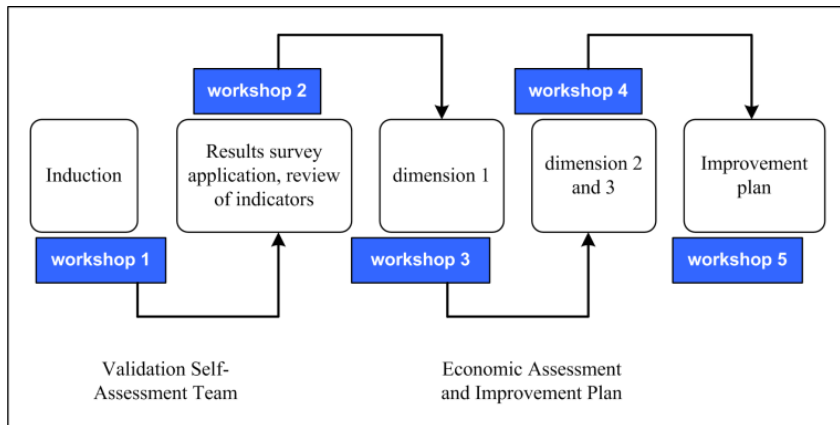 workshop 2
workshop 4
Induction
Results survey
application, review
of indicators
dimension 1
dimension 2
and 3
Improvement
plan
workshop 1
workshop 3
workshop 5
Validation Self-
Assessment Team
Economic Assessment
and Improvement Plan